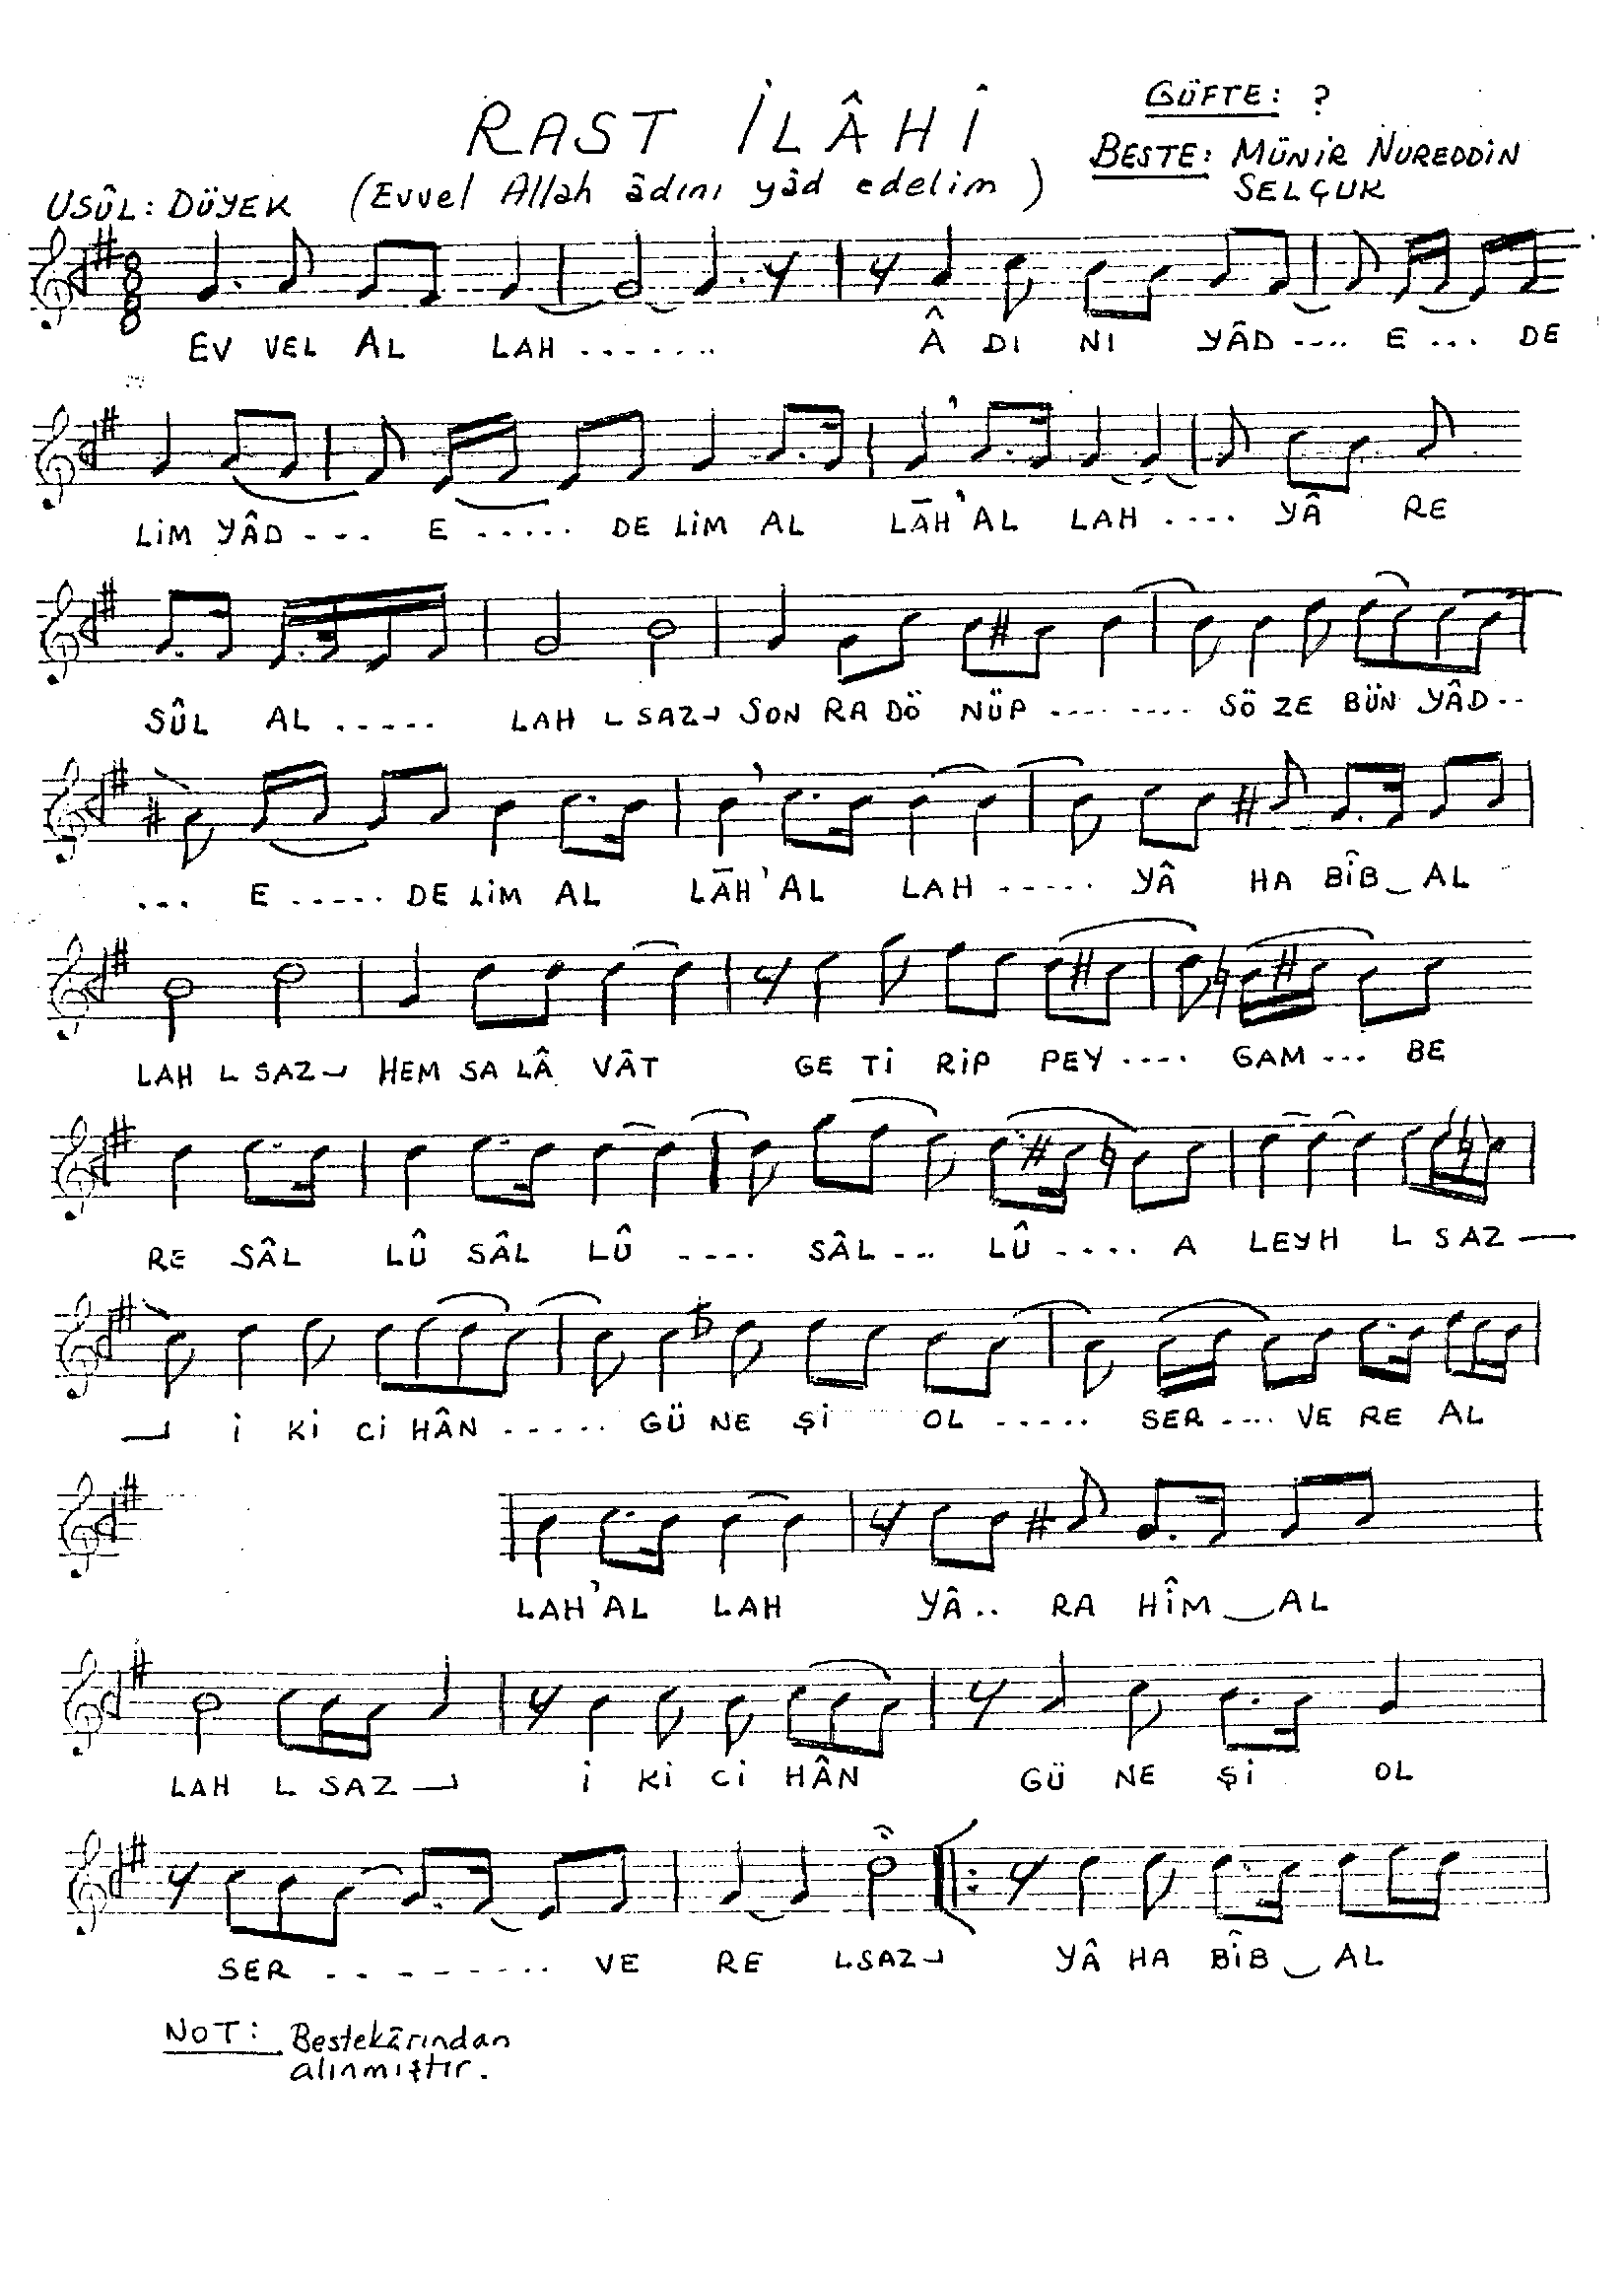 RAST İLÂHİ
GÜFTE: ?
BESTE: MÜNİR NUREDDİN
SELÇUK
USÛL: DÜYEK (Evvel Allah âdını yâd edelim)
8
8
EV VEL AL LAH ....... Â DI NI YÂD .... E ... DE
LİM YÂD ... E ..... DE LİM AL LĀH' AL LAH .... YÂ RE
SÛL AL ..... LAH SAZ SON RA DÖ NÜP ........ SÖ ZE BÜN YÂD ..
... E ..... DE LİM AL LĀH' AL LAH ..... YÂ HA BÎB AL
LAH SAZ HEM SA LÂ VÂT GE Tİ RİP PEY .... GAM ... BE
RE SÂL LÛ SÂL LÛ .... SÂL ... LÛ .... A LEYH SAZ
İ Kİ Cİ HÂN ..... GÜ NE Şİ OL ..... SER .... VE RE AL
LAH' AL LAH YÂ .. RA HÎM AL
LAH SAZ İ Kİ Cİ HÂN GÜ NE Şİ OL
SER ......... VE RE SAZ YÂ HA BÎB AL
NOT: Bestekârından
alınmıştır.